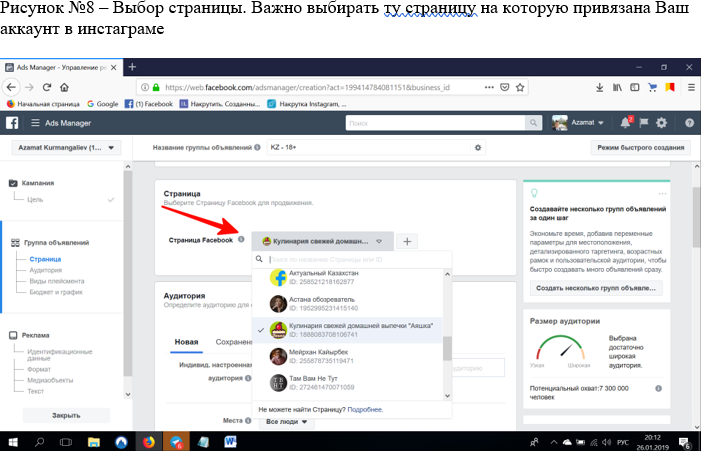 Рисунок №8 – Выбор страницы. Важно выбирать ту страницу на которую привязана Ваш
аккаунт в инстаграме
Ads Manager - Управление ре
https://web.facebook.com/adsmanager/creation?act=199414784081151&business_id
Начальная страница
Google
(1) Facebook
Накрутить, Созданны...
Накрутка Instagram, ...
Ads Manager
Поиск
Azamat
2
Azamat Kurmangaliev (1...
Название группы объявлений
KZ - 18+
Режим быстрого создания
Кампания
Цель
Группа объявлений
Страница
Аудитория
Виды плейсмента
Бюджет и график
Реклама
Идентификационные
данные
Формат
Медиаобъекты
Текст
Закрыть
Страница
Выберите Страницу Facebook для продвижения.
Страница Facebook
Кулинария свежей домашн...
Поиск по названию Страницы или ID
Актуальный Казахстан
ID: 258521218162877
Астана обозреватель
ID: 1952995231415140
Кулинария свежей домашней выпечки "Аяшка"
ID: 1888083708106741
Мейрхан Кайырбек
ID: 255878735119471
Там Вам Не Тут
ID: 272461470071059
Не можете найти Страницу? Подробнее.
Аудитория
Определите аудиторию для
Новая
Сохранен
Индивид. настроенная
аудитория
аудиторию
Места
Все люди
Создавайте несколько групп объявлений
за один шаг
Экономьте время, добавив переменные
параметры для местоположения,
детализированного таргетинга, возрастных
рамок и пользовательской аудитории, чтобы
быстро создать много объявлений сразу.
Создать несколько групп объявле...
Размер аудитории
Узкая
Широкая
Выбрана
достаточно
широкая
аудитория.
Потенциальный охват:7 300 000
человек
РУС
20:12
26.01.2019
6